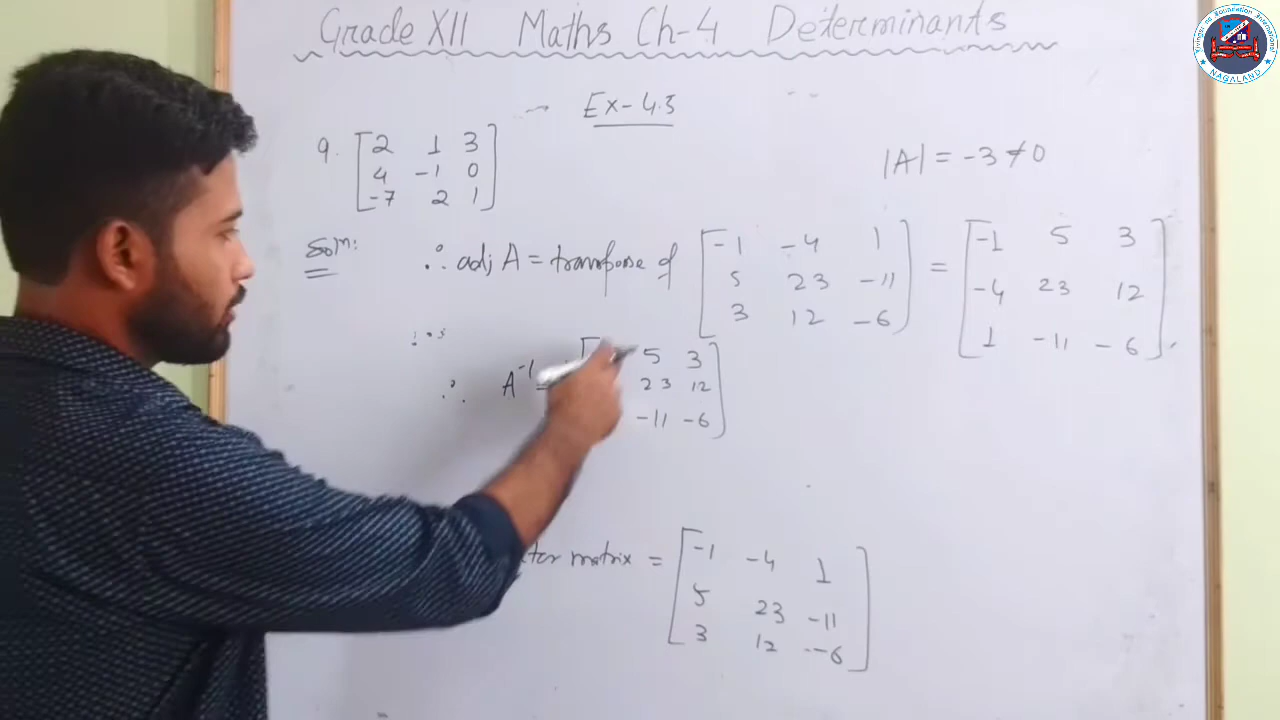 Grade XII Maths Ch-4 Determinants
Ex-4.3
9. [2 1 3
4 -1 0
-7 2 1]
|A| = -3 ≠ 0
Soln:
∴ adj A = transpose of [-1 -4 1
5 23 -11
3 12 -6] = [-1 5 3
-4 23 12
1 -11 -6].
∴ A⁻¹ = [ 5 3
23 12
-11 -6]
matrix = [-1 -4 1
5 23 -11
3 12 -6]
NAGALAND